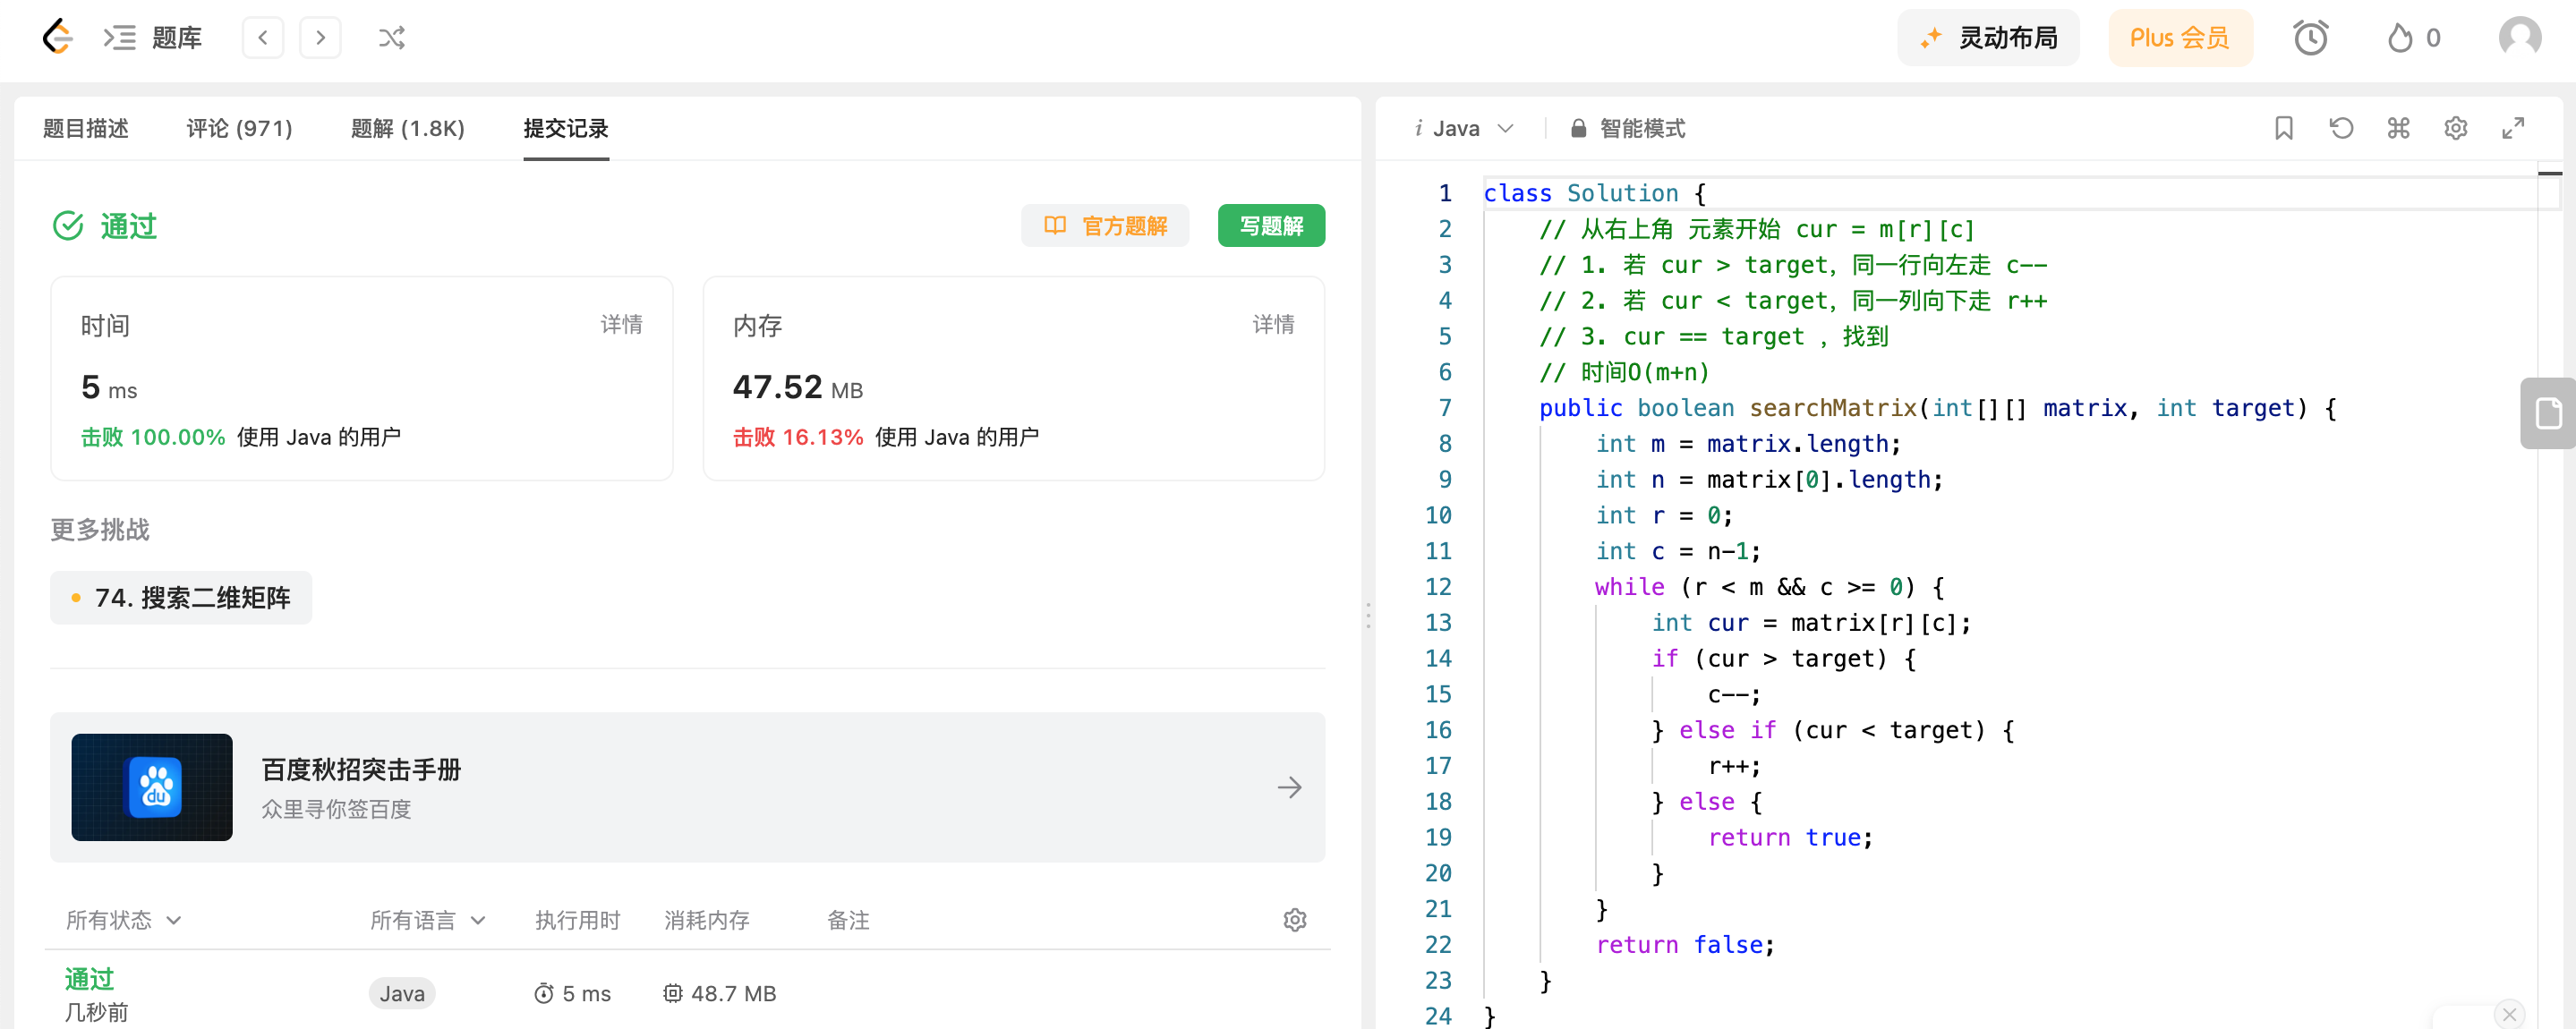 题库
灵动布局
Plus 会员
0
题目描述
评论 (971)
题解 (1.8K)
提交记录
通过
官方题解
写题解
时间
详情
5 ms
击败 100.00% 使用 Java 的用户
内存
详情
47.52 MB
击败 16.13% 使用 Java 的用户
更多挑战
74. 搜索二维矩阵
du
百度秋招突击手册
众里寻你签百度
所有状态
所有语言
执行用时
消耗内存
备注
通过
几秒前
Java
5 ms
48.7 MB
i Java
智能模式
1 class Solution {
2     // 从右上角 元素开始 cur = m[r][c]
3     // 1. 若 cur > target，同一行向左走 c--
4     // 2. 若 cur < target，同一列向下走 r++
5     // 3. cur == target ，找到
6     // 时间O(m+n)
7     public boolean searchMatrix(int[][] matrix, int target) {
8         int m = matrix.length;
9         int n = matrix[0].length;
10         int r = 0;
11         int c = n-1;
12         while (r < m && c >= 0) {
13             int cur = matrix[r][c];
14             if (cur > target) {
15                 c--;
16             } else if (cur < target) {
17                 r++;
18             } else {
19                 return true;
20             }
21         }
22         return false;
23     }
24 }